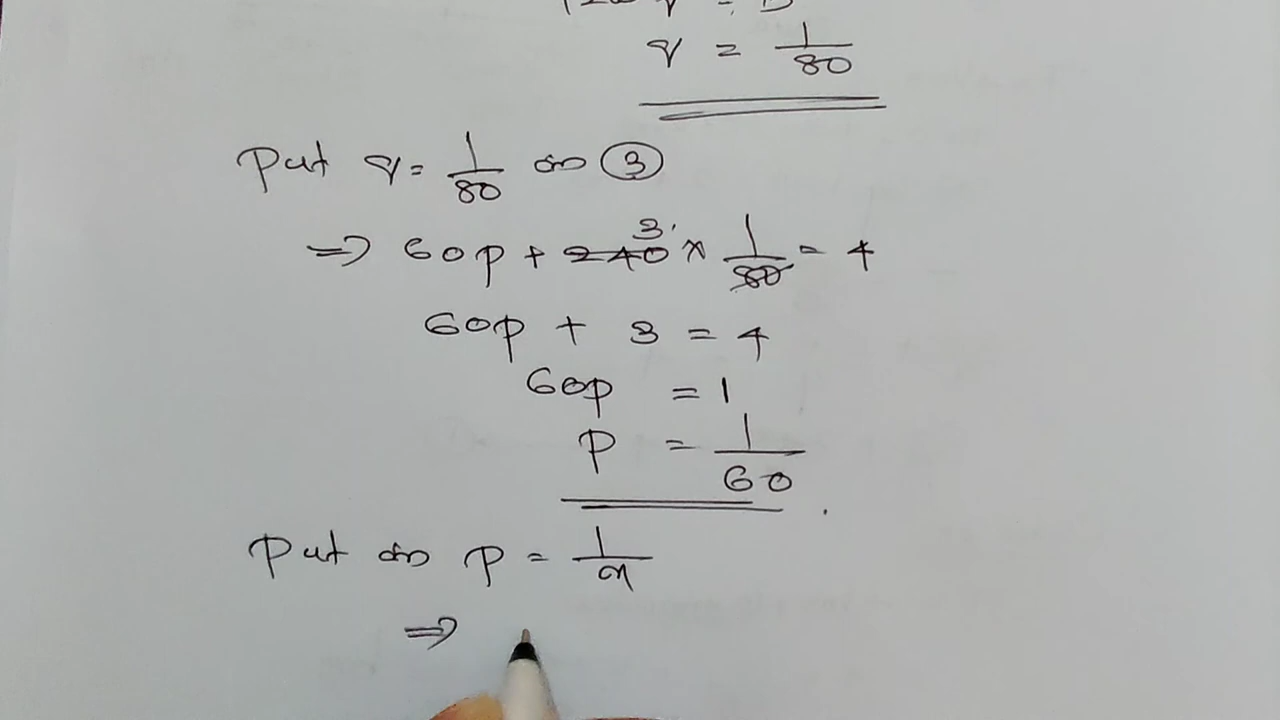 q = 1/80
Put q = 1/80 in ③
⇒ 60p + 240 3 × 1/80 = 4
60p + 3 = 4
60p = 1
p = 1/60
Put in p = 1/x
⇒